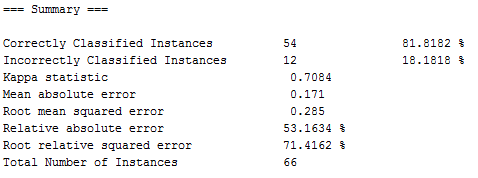 === Summary ===
Correctly Classified Instances 54 81.8182 %
Incorrectly Classified Instances 12 18.1818 %
Kappa statistic 0.7084
Mean absolute error 0.171
Root mean squared error 0.285
Relative absolute error 53.1634 %
Root relative squared error 71.4162 %
Total Number of Instances 66